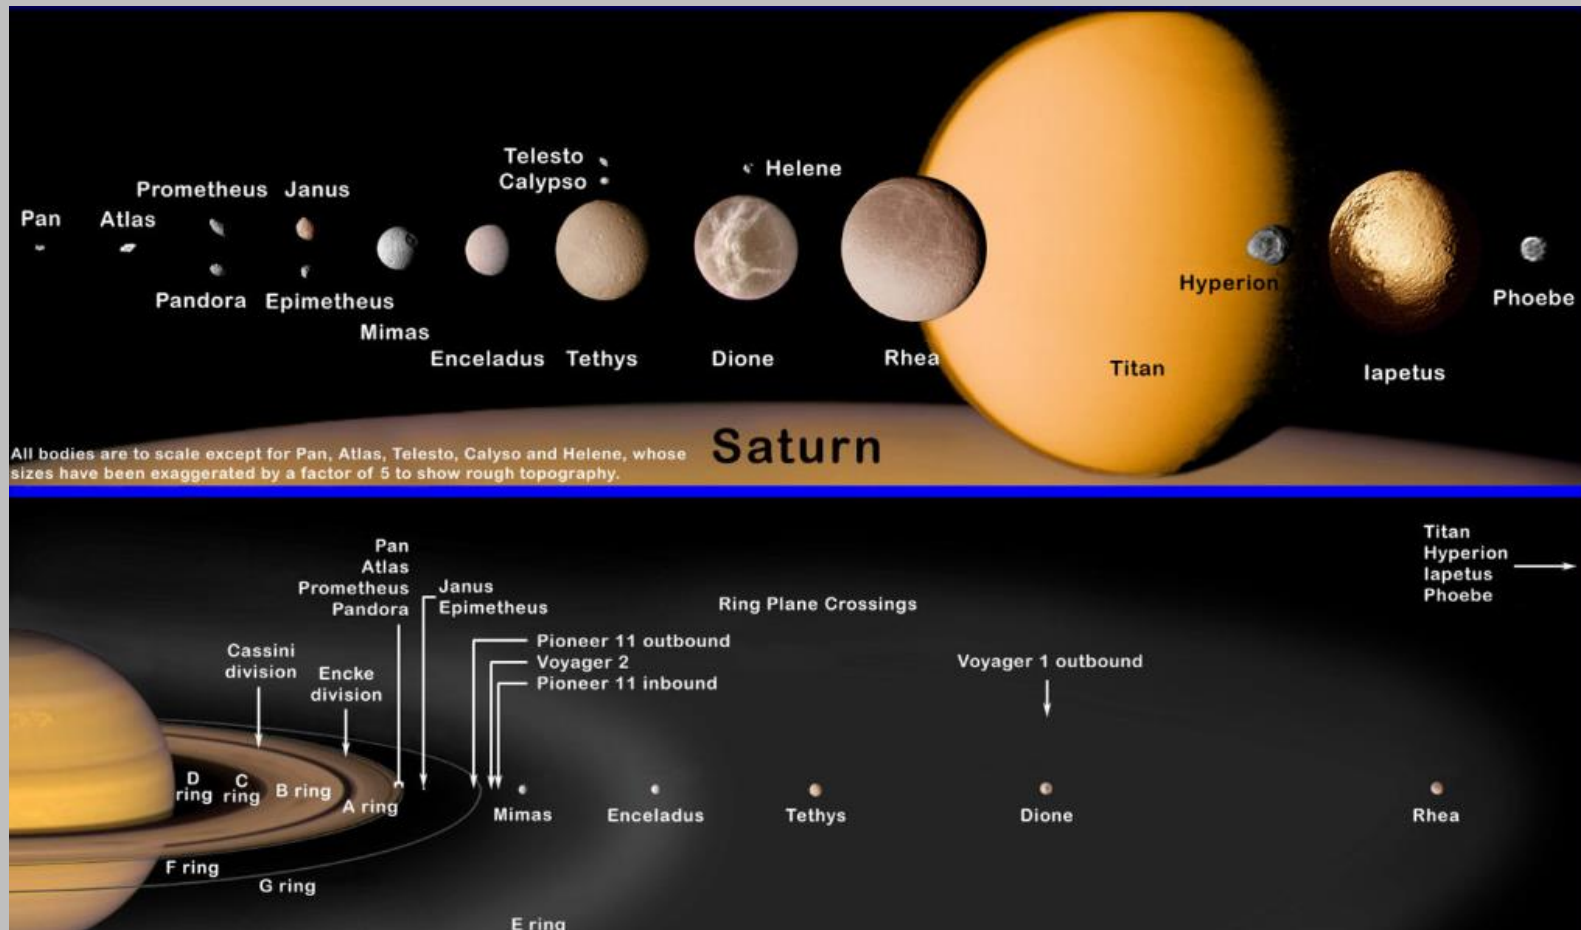 Telesto
Calypso
Helene
Prometheus Janus
Pan
Atlas
Pandora
Epimetheus
Mimas
Enceladus
Tethys
Dione
Rhea
Titan
Hyperion
Iapetus
Phoebe
Saturn
All bodies are to scale except for Pan, Atlas, Telesto, Calyso and Helene, whose
sizes have been exaggerated by a factor of 5 to show rough topography.
Titan
Hyperion
Iapetus
Phoebe
Pan
Atlas
Prometheus
Pandora
Janus
Epimetheus
Ring Plane Crossings
Pioneer 11 outbound
Voyager 2
Pioneer 11 inbound
Voyager 1 outbound
Cassini
division
Encke
division
D
ring
C
ring
B ring
A ring
Mimas
Enceladus
Tethys
Dione
Rhea
F ring
G ring
E ring